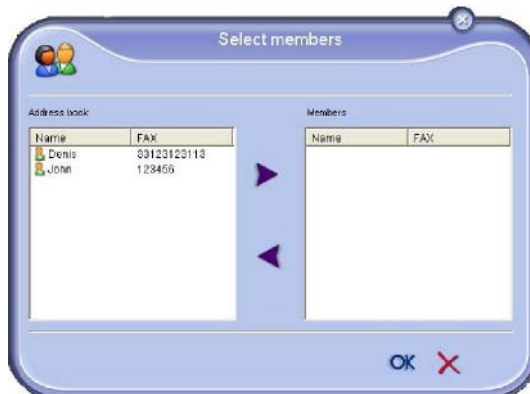 Select members
Address book:
Members
Name FAX
Denis 33123123113
John 123456
Name FAX
OK